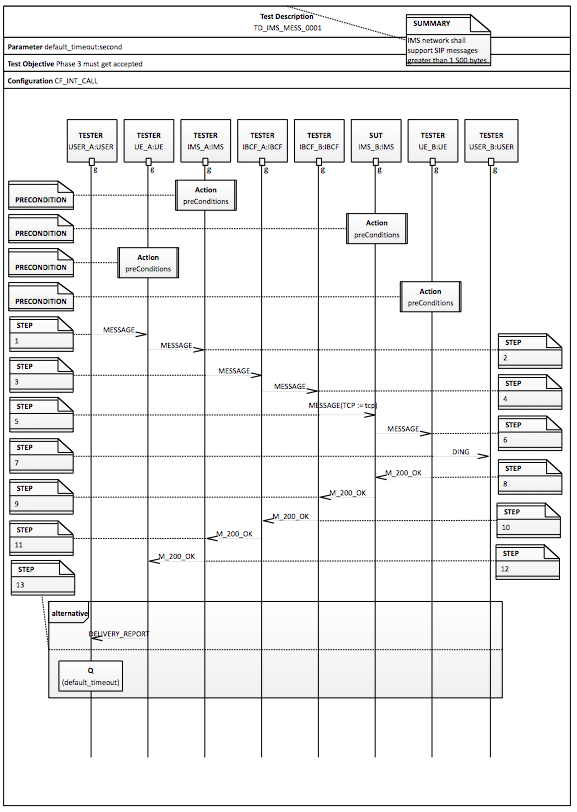 Test Description
TD_IMS_MESS_0001
SUMMARY
IMS network shall
support SIP messages
greater than 1 500 bytes
Parameter default_timeout:second
Test Objective Phase 3 must get accepted
Configuration CF_INT_CALL
TESTER TESTER TESTER TESTER TESTER SUT TESTER TESTER
USER_A:USER UE_A:UE IMS_A:IMS IBCF_A:IBCF IBCF_B:IBCF IMS_B:IMS UE_B:UE USER_B:USER
g g g g g g g g
Action
PRECONDITION preConditions
Action
PRECONDITION preConditions
Action
PRECONDITION preConditions
Action
PRECONDITION preConditions
STEP
1
MESSAGE
MESSAGE
STEP
2
STEP
3
MESSAGE
MESSAGE
STEP
4
STEP
5
MESSAGE(TCP := tcp)
MESSAGE
STEP
6
STEP
7
DING
M_200_OK
STEP
8
STEP
9
M_200_OK
M_200_OK
STEP
10
STEP
11
M_200_OK
M_200_OK
STEP
12
STEP
13
alternative
DELIVERY_REPORT
Q
(default_timeout)